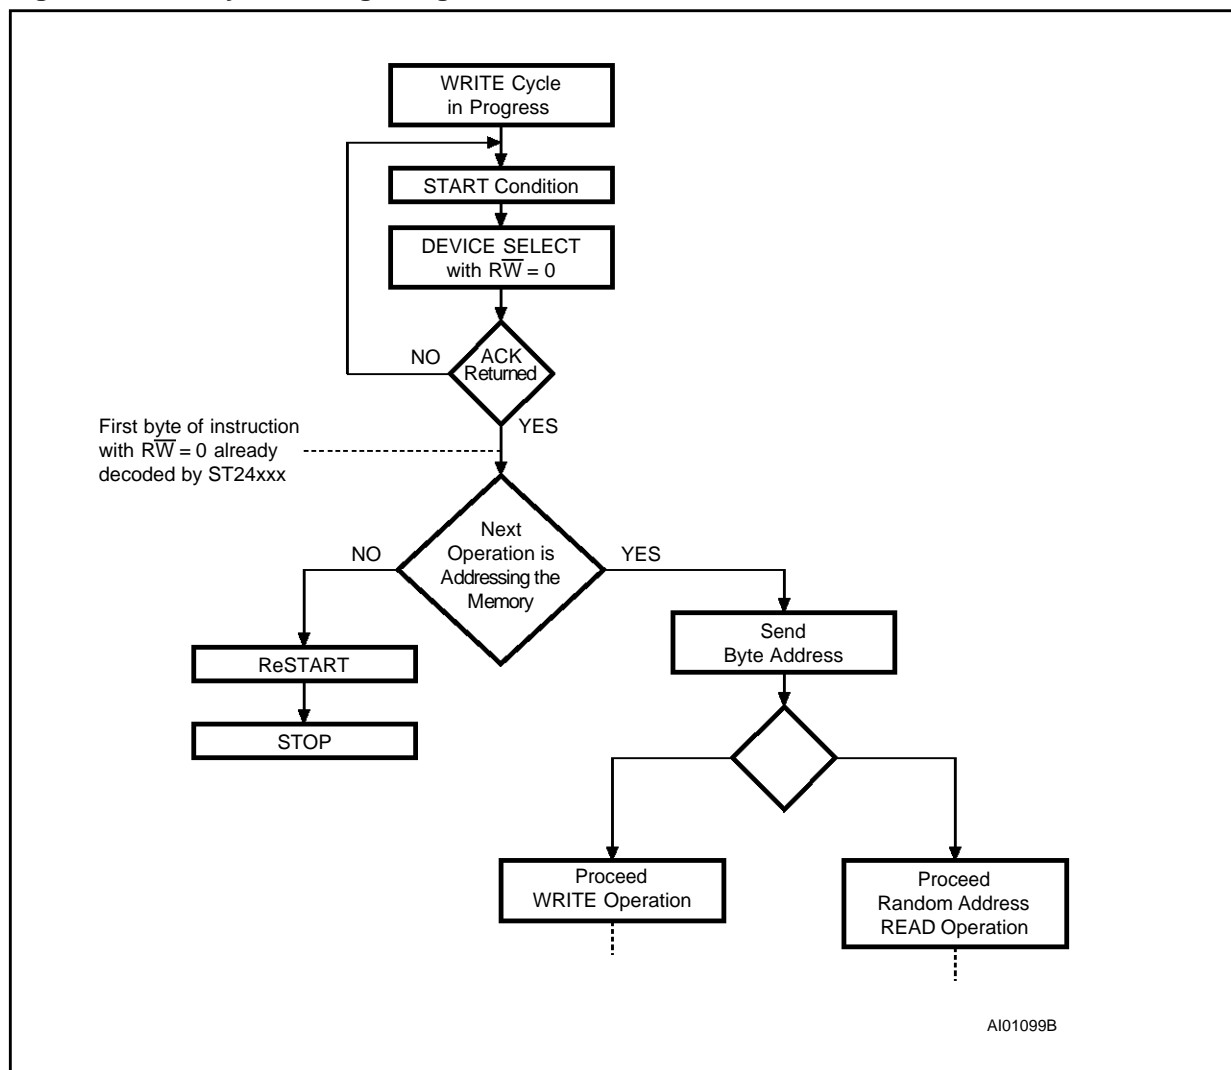 WRITE Cycle
in Progress
START Condition
DEVICE SELECT
with RW̅ = 0
NO
ACK
Returned
YES
First byte of instruction
with RW̅ = 0 already
decoded by ST24xxx
NO
Next
Operation is
Addressing the
Memory
YES
Send
Byte Address
ReSTART
STOP
Proceed
WRITE Operation
Proceed
Random Address
READ Operation
AI01099B